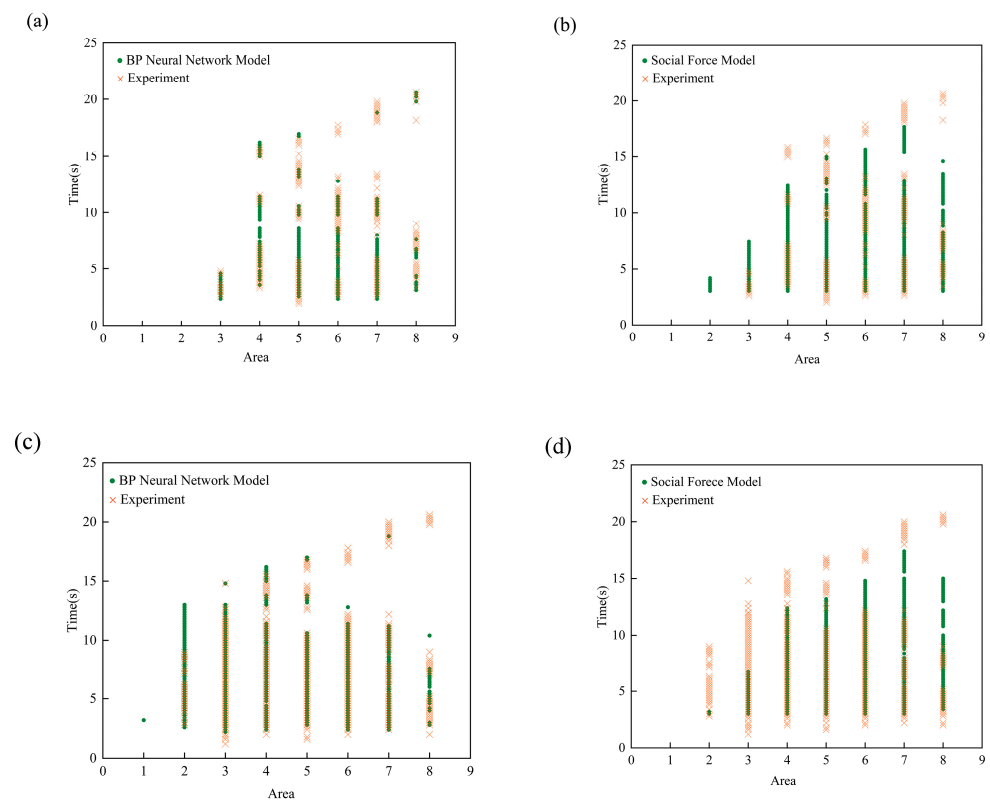 (a)
25
BP Neural Network Model
Experiment
20
15
Time(s)
10
5
0
0 1 2 3 4 5 6 7 8 9
Area
(b)
25
Social Force Model
Experiment
20
15
Time(s)
10
5
0
0 1 2 3 4 5 6 7 8 9
Area
(c)
25
BP Neural Network Model
Experiment
20
15
Time(s)
10
5
0
0 1 2 3 4 5 6 7 8 9
Area
(d)
25
Social Forece Model
Experiment
20
15
Time(s)
10
5
0
0 1 2 3 4 5 6 7 8 9
Area